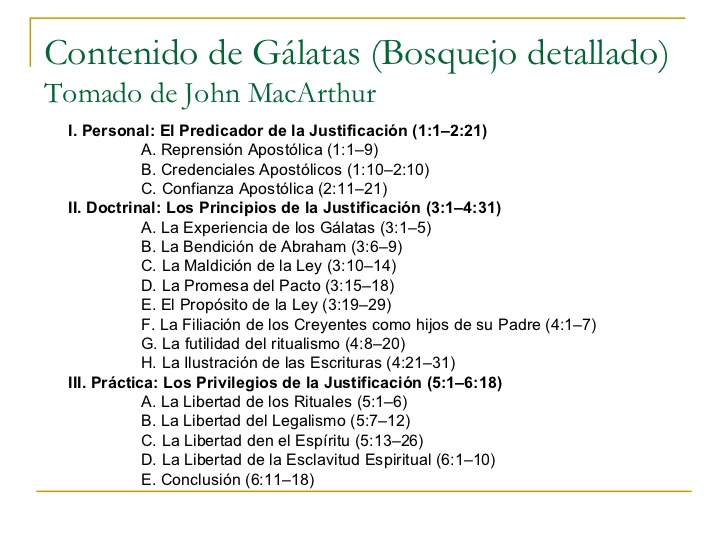 Contenido de Gálatas (Bosquejo detallado)
Tomado de John MacArthur
I. Personal: El Predicador de la Justificación (1:1–2:21)
A. Reprensión Apostólica (1:1–9)
B. Credenciales Apostólicos (1:10–2:10)
C. Confianza Apostólica (2:11–21)
II. Doctrinal: Los Principios de la Justificación (3:1–4:31)
A. La Experiencia de los Gálatas (3:1–5)
B. La Bendición de Abraham (3:6–9)
C. La Maldición de la Ley (3:10–14)
D. La Promesa del Pacto (3:15–18)
E. El Propósito de la Ley (3:19–29)
F. La Filiación de los Creyentes como hijos de su Padre (4:1–7)
G. La futilidad del ritualismo (4:8–20)
H. La Ilustración de las Escrituras (4:21–31)
III. Práctica: Los Privilegios de la Justificación (5:1–6:18)
A. La Libertad de los Rituales (5:1–6)
B. La Libertad del Legalismo (5:7–12)
C. La Libertad den el Espíritu (5:13–26)
D. La Libertad de la Esclavitud Espiritual (6:1–10)
E. Conclusión (6:11–18)